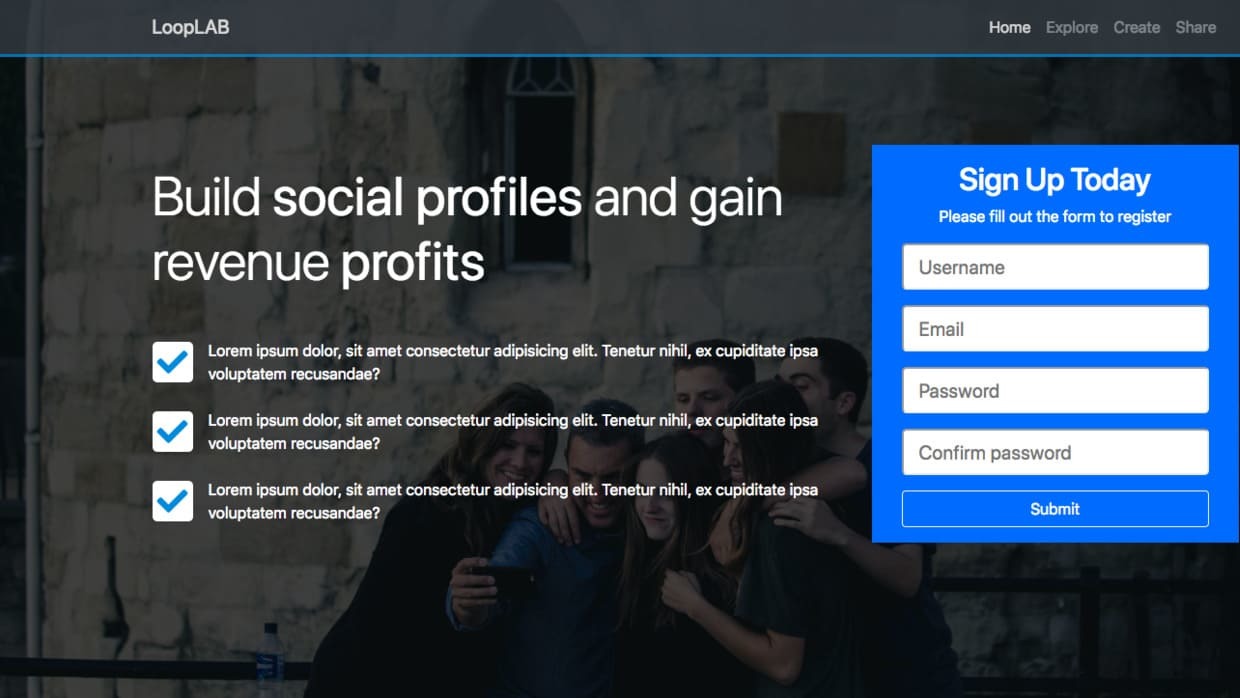 LoopLAB
Home Explore Create Share
Build social profiles and gain
revenue profits
Lorem ipsum dolor, sit amet consectetur adipisicing elit. Tenetur nihil, ex cupiditate ipsa
voluptatem recusandae?
Lorem ipsum dolor, sit amet consectetur adipisicing elit. Tenetur nihil, ex cupiditate ipsa
voluptatem recusandae?
Lorem ipsum dolor, sit amet consectetur adipisicing elit. Tenetur nihil, ex cupiditate ipsa
voluptatem recusandae?
Sign Up Today
Please fill out the form to register
Username
Email
Password
Confirm password
Submit